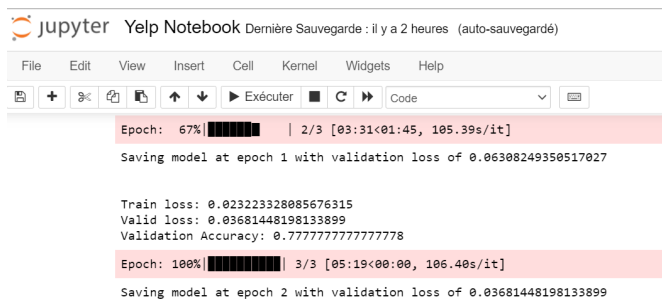 jupyter Yelp Notebook Dernière Sauvegarde : il y a 2 heures (auto-sauvegardé)
File Edit View Insert Cell Kernel Widgets Help
Exécuter Code
Epoch: 67%|███████ | 2/3 [03:31<01:45, 105.39s/it]
Saving model at epoch 1 with validation loss of 0.06308249350517027
Train loss: 0.023223328085676315
Valid loss: 0.03681448198133899
Validation Accuracy: 0.7777777777777778
Epoch: 100%|██████████| 3/3 [05:19<00:00, 106.40s/it]
Saving model at epoch 2 with validation loss of 0.03681448198133899